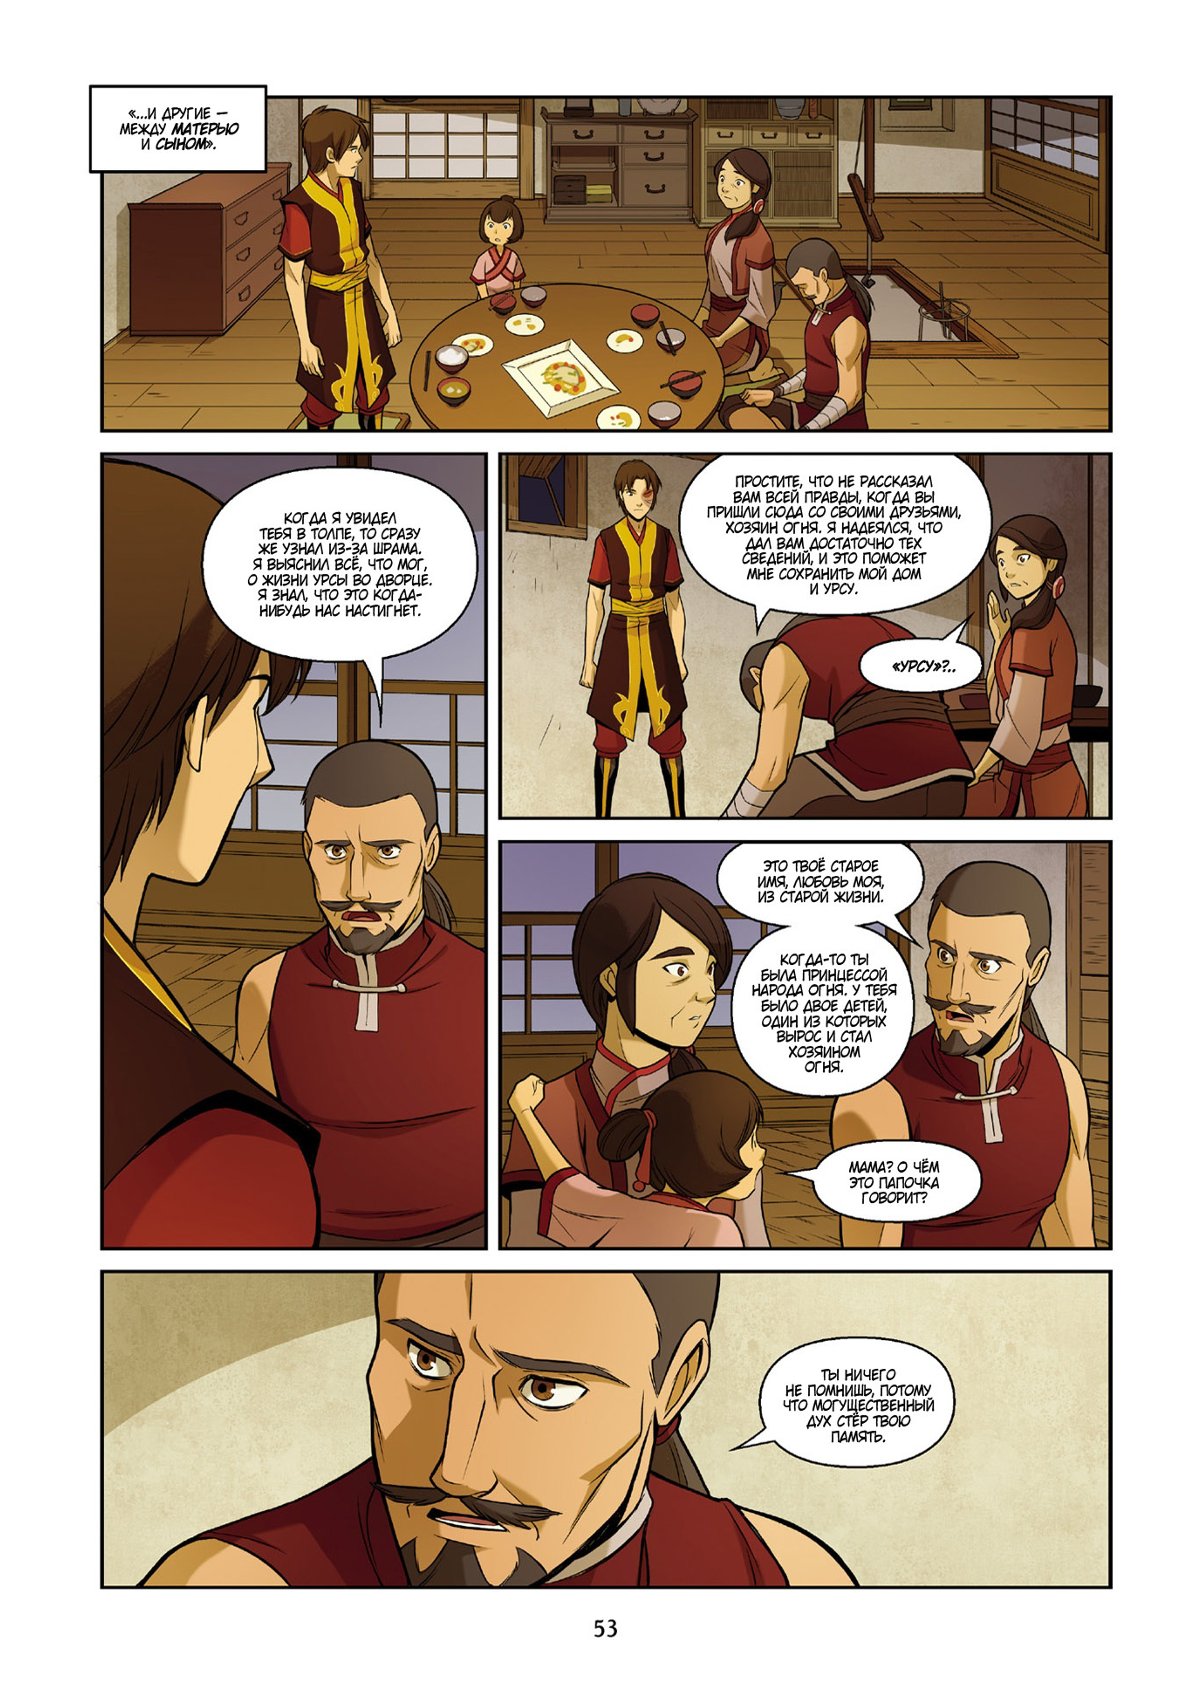 «...И ДРУГИЕ —
МЕЖДУ МАТЕРЬЮ
И СЫНОМ».
КОГДА Я УВИДЕЛ
ТЕБЯ В ТОЛПЕ, ТО СРАЗУ
ЖЕ УЗНАЛ ИЗ-ЗА ШРАМА.
Я ВЫЯСНИЛ ВСЁ, ЧТО МОГ,
О ЖИЗНИ УРСЫ ВО ДВОРЦЕ.
Я ЗНАЛ, ЧТО ЭТО КОГДА-
НИБУДЬ НАС НАСТИГНЕТ.
ПРОСТИТЕ, ЧТО НЕ РАССКАЗАЛ
ВАМ ВСЕЙ ПРАВДЫ, КОГДА ВЫ
ПРИШЛИ СЮДА СО СВОИМИ ДРУЗЬЯМИ,
ХОЗЯИН ОГНЯ. Я НАДЕЯЛСЯ, ЧТО
ДАЛ ВАМ ДОСТАТОЧНО ТЕХ
СВЕДЕНИЙ, И ЭТО ПОМОЖЕТ
МНЕ СОХРАНИТЬ МОЙ ДОМ
И УРСУ.
«УРСУ»?..
ЭТО ТВОЁ СТАРОЕ
ИМЯ, ЛЮБОВЬ МОЯ,
ИЗ СТАРОЙ ЖИЗНИ.
КОГДА-ТО ТЫ
БЫЛА ПРИНЦЕССОЙ
НАРОДА ОГНЯ. У ТЕБЯ
БЫЛО ДВОЕ ДЕТЕЙ,
ОДИН ИЗ КОТОРЫХ
ВЫРОС И СТАЛ
ХОЗЯИНОМ
ОГНЯ.
МАМА? О ЧЁМ
ЭТО ПАПОЧКА
ГОВОРИТ?
ТЫ НИЧЕГО
НЕ ПОМНИШЬ, ПОТОМУ
ЧТО МОГУЩЕСТВЕННЫЙ
ДУХ СТЁР ТВОЮ
ПАМЯТЬ.
53